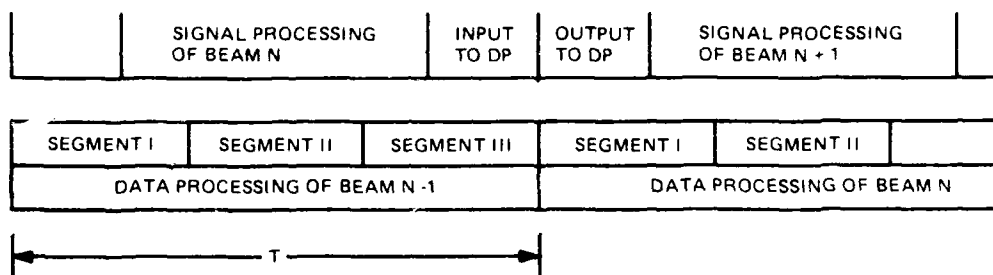 SIGNAL PROCESSING OF BEAM N
INPUT TO DP
OUTPUT TO DP
SIGNAL PROCESSING OF BEAM N + 1
SEGMENT I
SEGMENT II
SEGMENT III
SEGMENT I
SEGMENT II
DATA PROCESSING OF BEAM N -1
DATA PROCESSING OF BEAM N
T